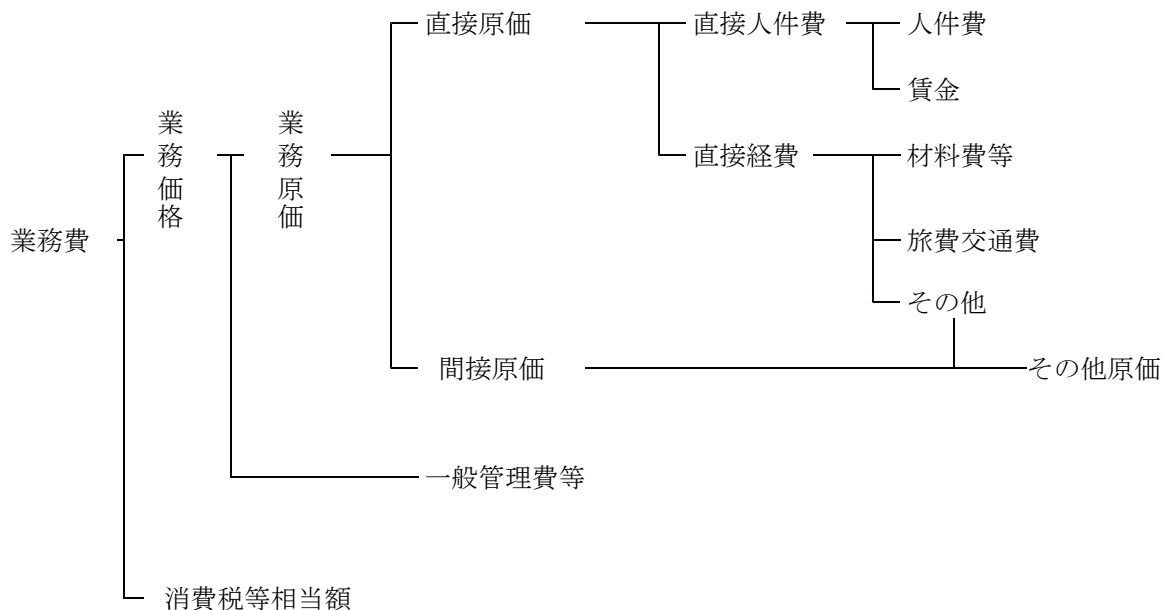 直接原価
直接人件費
人件費
賃金
業務価格
業務原価
直接経費
材料費等
業務費
旅費交通費
その他
間接原価
その他原価
一般管理費等
消費税等相当額